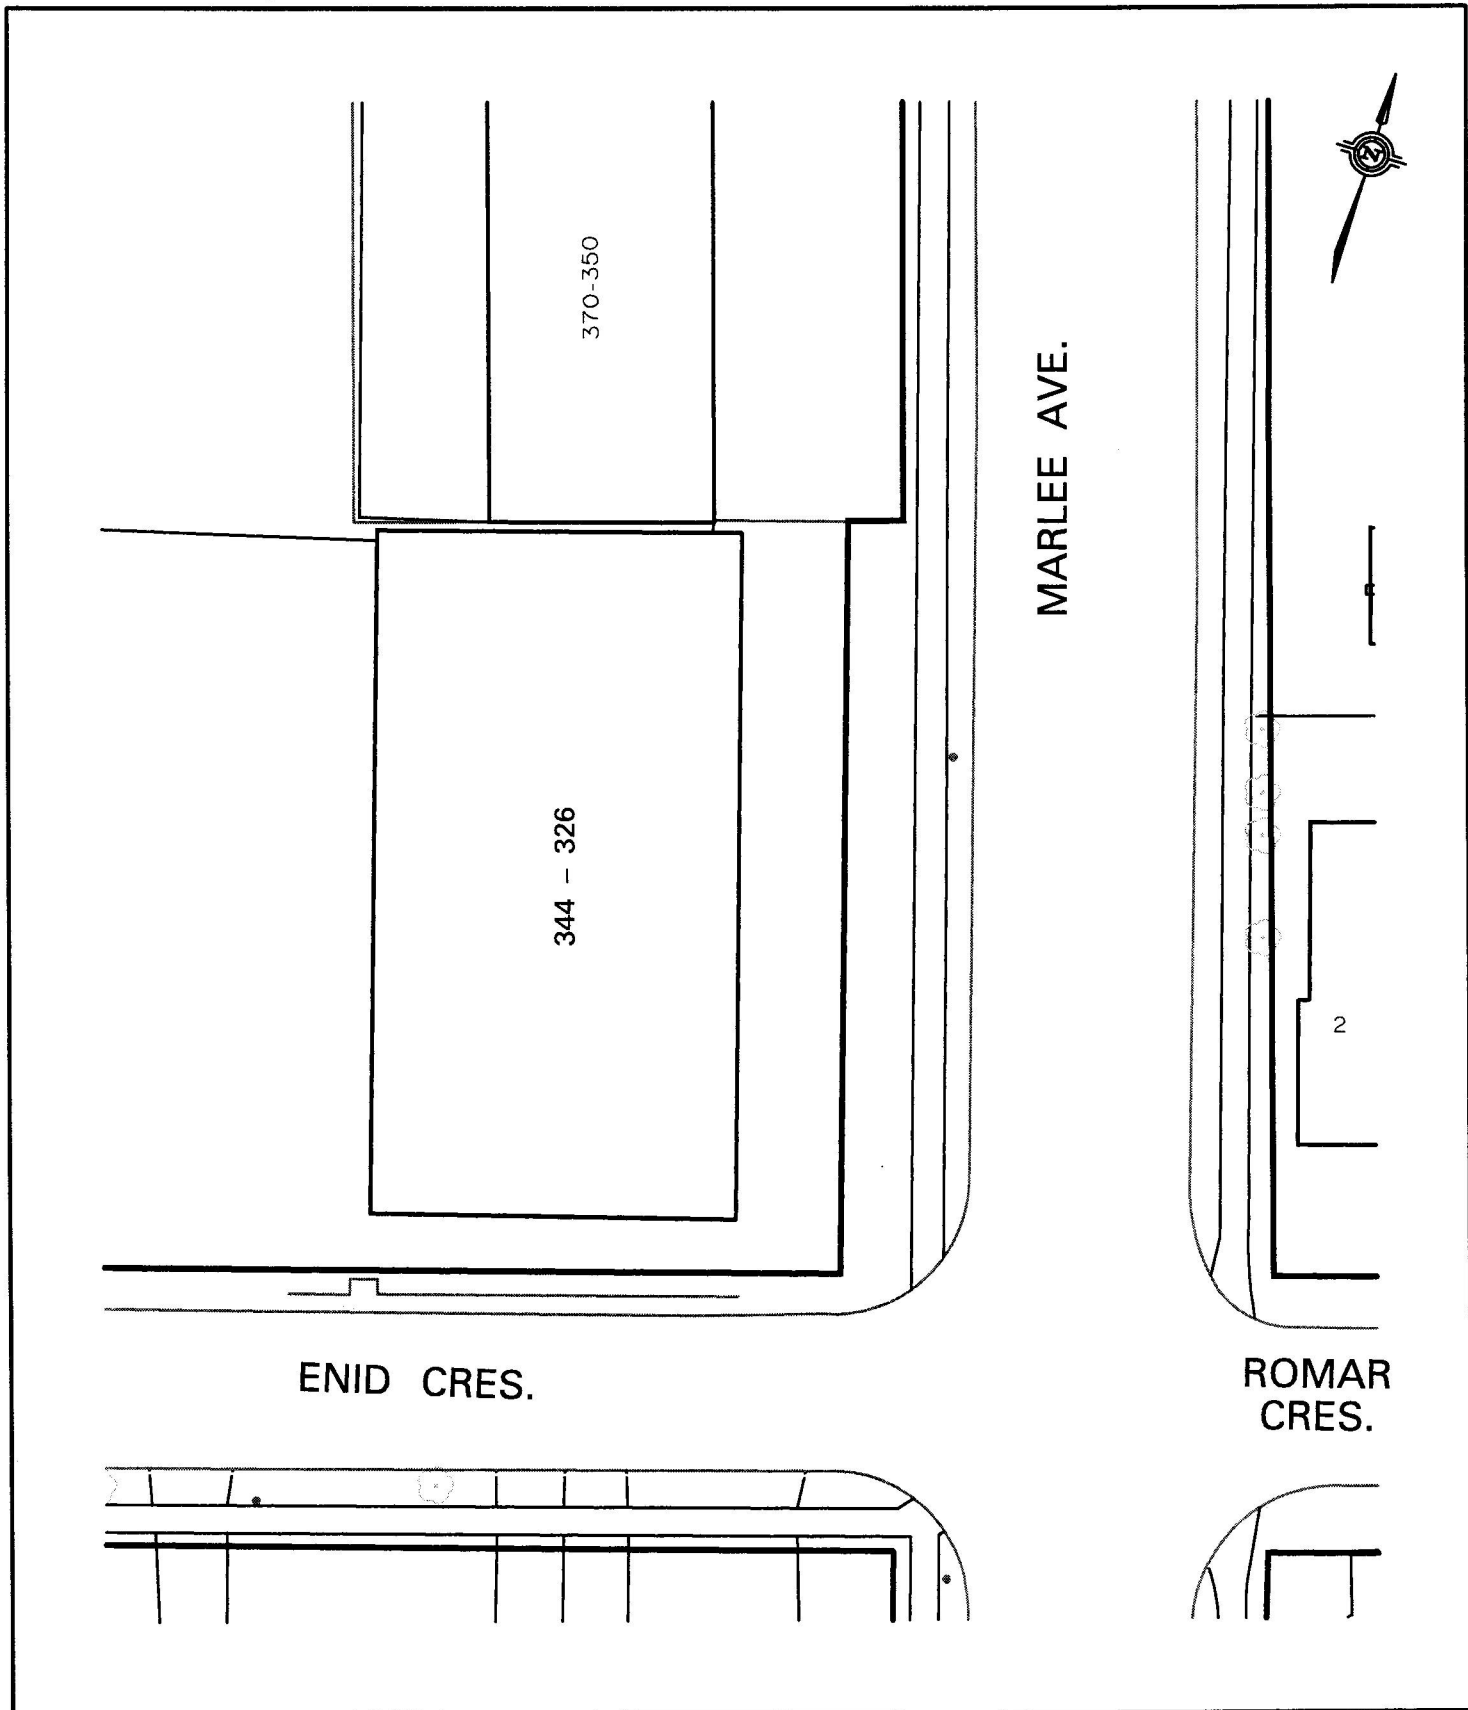 N
370-350
MARLEE AVE.
344 – 326
2
ENID CRES.
ROMAR
CRES.